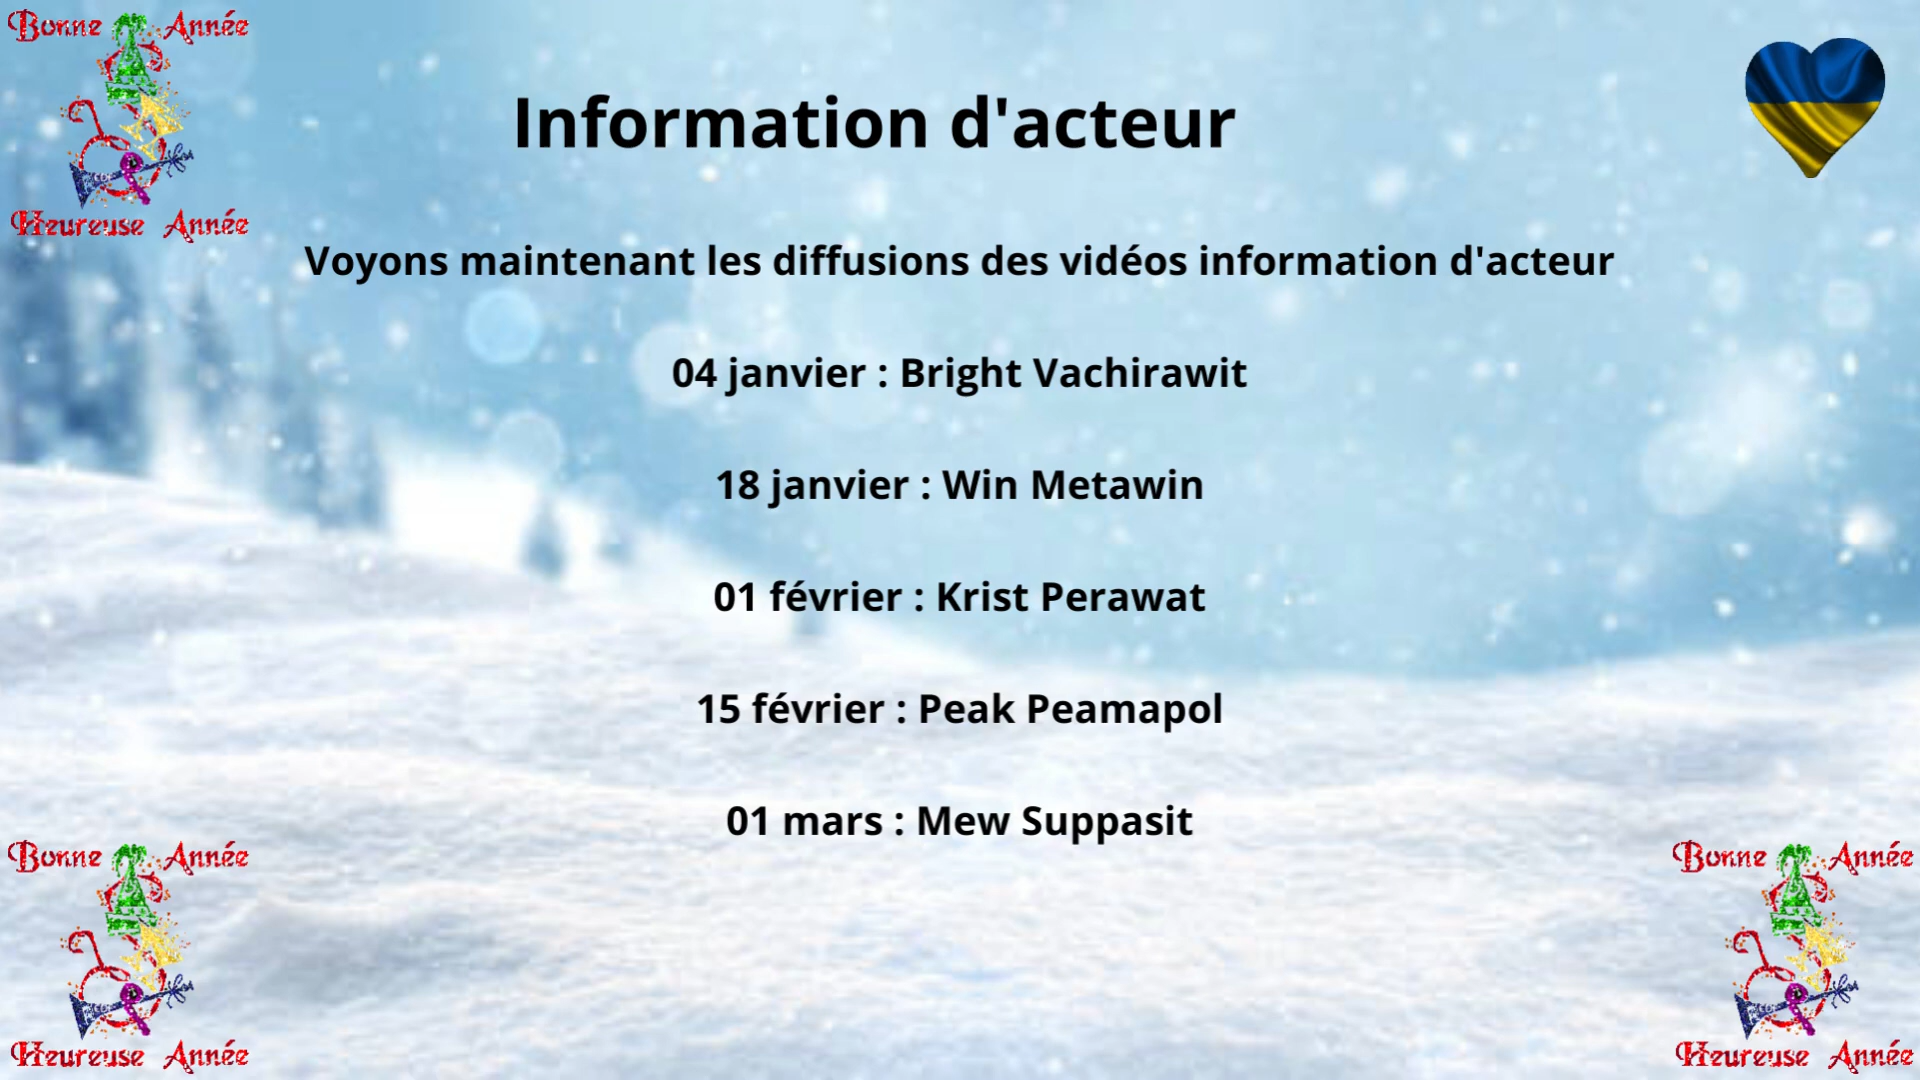 Bonne Année
Heureuse Année
Information d'acteur
Voyons maintenant les diffusions des vidéos information d'acteur
04 janvier : Bright Vachirawit
18 janvier : Win Metawin
01 février : Krist Perawat
15 février : Peak Peamapol
01 mars : Mew Suppasit
Bonne Année
Heureuse Année
Bonne Année
Heureuse Année